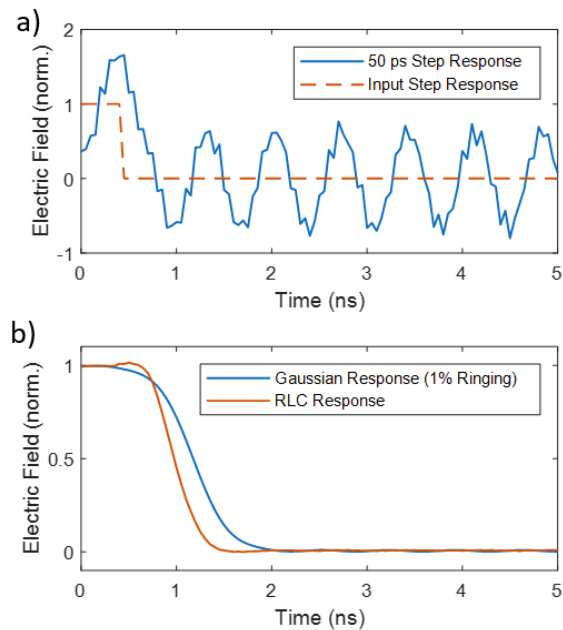 a)
Electric Field (norm.)
2
1
0
-1
50 ps Step Response
Input Step Response
0 1 2 3 4 5
Time (ns)
b)
Electric Field (norm.)
1
0.5
0
Gaussian Response (1% Ringing)
RLC Response
0 1 2 3 4 5
Time (ns)